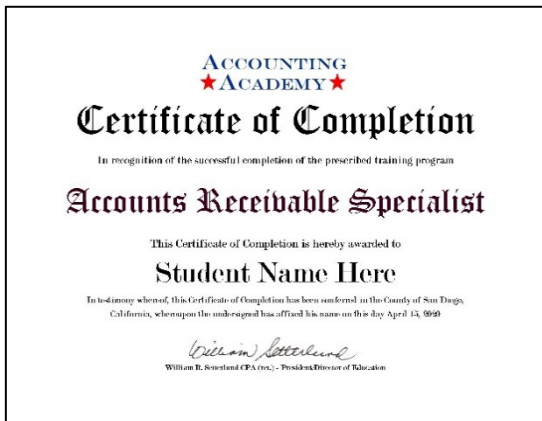 ACCOUNTING
ACADEMY
Certificate of Completion
In recognition of the successful completion of the prescribed training program
Accounts Receivable Specialist
This Certificate of Completion is hereby awarded to
Student Name Here
In testimony whereof, this Certificate of Completion has been conferred in the County of San Diego,
California, whereupon the undersigned has affixed his name on this day April 15, 2020
William Setterlund
William R. Setterlund CPA (ret.) - President/Director of Education